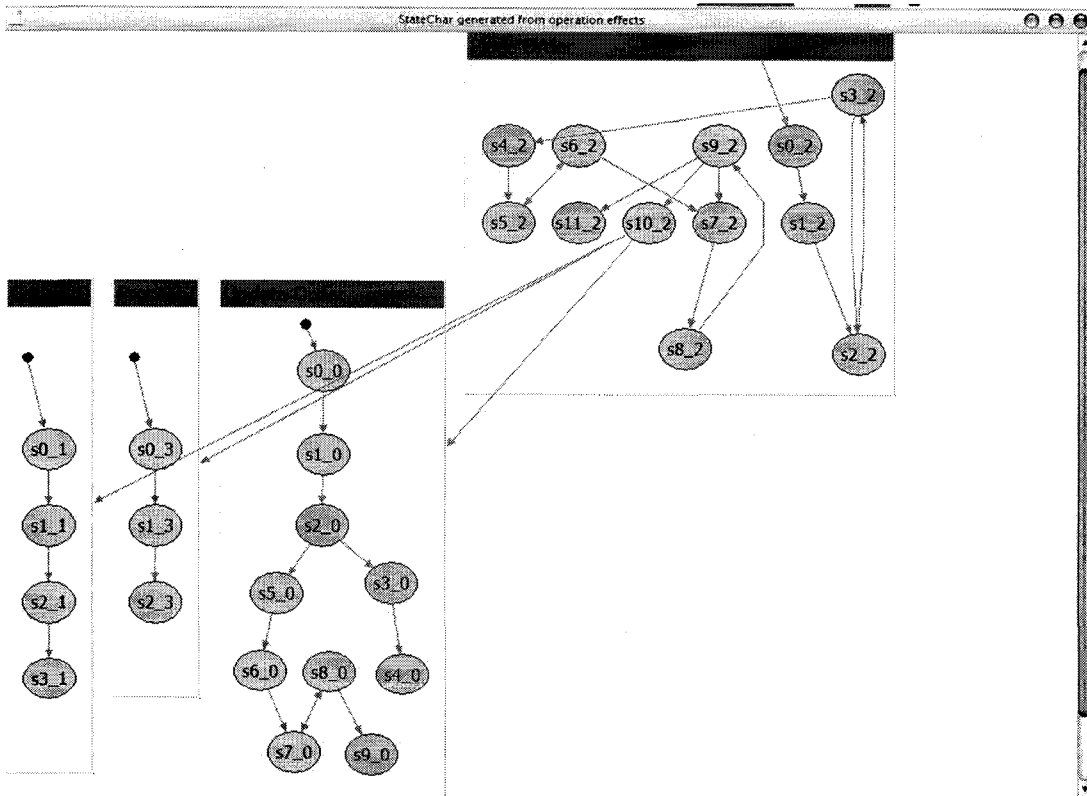 StateChar generated from operation effects
s3_2
s4_2 s6_2 s9_2 s0_2
s5_2 s11_2 s10_2 s7_2 s1_2
s8_2 s2_2
s0_0
s0_1 s0_3 s1_0
s1_1 s1_3 s2_0
s5_0 s3_0
s2_1 s2_3
s3_1 s6_0 s8_0 s4_0
s7_0 s9_0